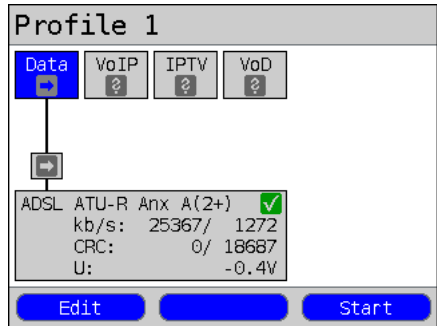 Profile 1
Data VoIP IPTV VoD
? ? ?
ADSL ATU-R Anx A(2+)
kb/s: 25367/ 1272
CRC: 0/ 18687
U: -0.4V
Edit Start